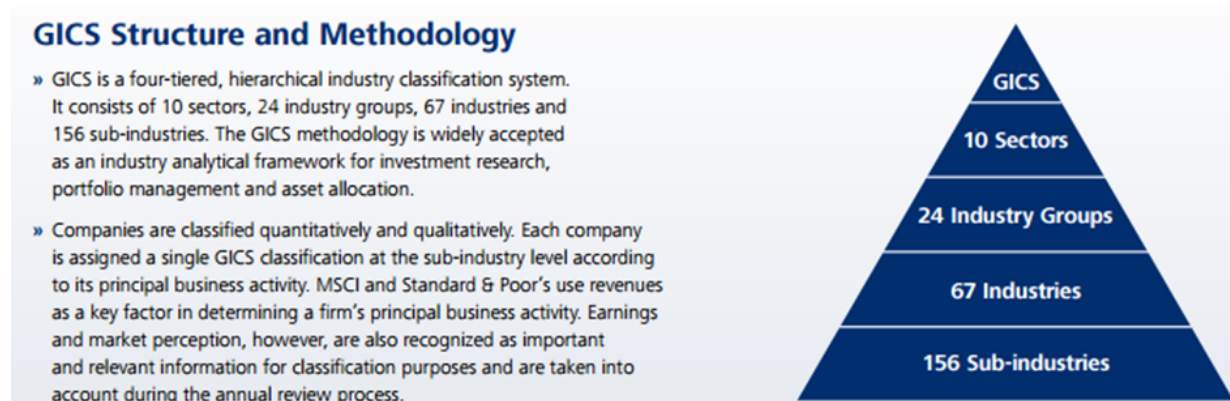 GICS Structure and Methodology
» GICS is a four-tiered, hierarchical industry classification system.
It consists of 10 sectors, 24 industry groups, 67 industries and
156 sub-industries. The GICS methodology is widely accepted
as an industry analytical framework for investment research,
portfolio management and asset allocation.
» Companies are classified quantitatively and qualitatively. Each company
is assigned a single GICS classification at the sub-industry level according
to its principal business activity. MSCI and Standard & Poor's use revenues
as a key factor in determining a firm's principal business activity. Earnings
and market perception, however, are also recognized as important
and relevant information for classification purposes and are taken into
account during the annual review process.
GICS
10 Sectors
24 Industry Groups
67 Industries
156 Sub-industries